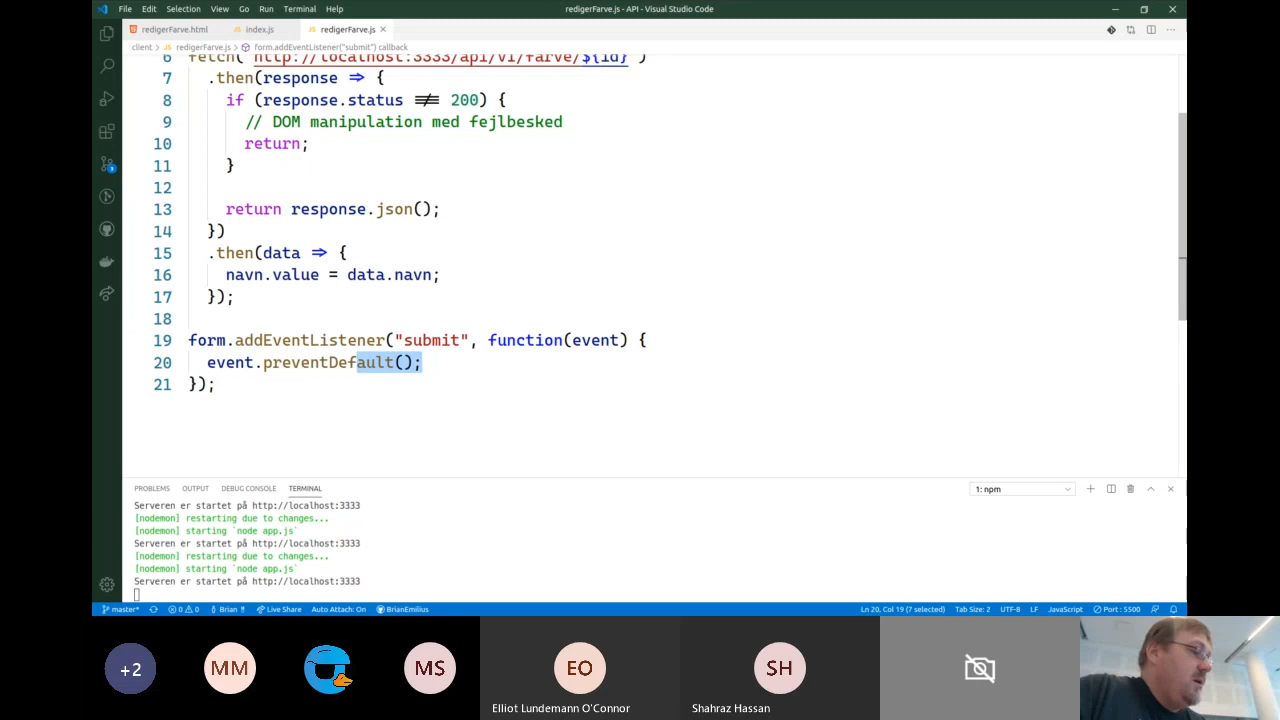 File Edit Selection View Go Run Terminal Help
redigerFarve.js - API - Visual Studio Code
redigerFarve.html index.js redigerFarve.js
client > redigerFarve.js > form.addEventListener("submit") callback
6 fetch(`http://localhost:3333/api/v1/farve/${id}`)
7 .then(response => {
8 if (response.status !== 200) {
9 // DOM manipulation med fejlbesked
10 return;
11 }
12
13 return response.json();
14 })
15 .then(data => {
16 navn.value = data.navn;
17 });
18
19 form.addEventListener("submit", function(event) {
20 event.preventDefault();
21 });
PROBLEMS OUTPUT DEBUG CONSOLE TERMINAL
1: npm
Serveren er startet på http://localhost:3333
[nodemon] restarting due to changes...
[nodemon] starting `node app.js`
Serveren er startet på http://localhost:3333
[nodemon] restarting due to changes...
[nodemon] starting `node app.js`
Serveren er startet på http://localhost:3333
master* 0 0 Brian Live Share Auto Attach: On BrianEmilius
Ln 20, Col 19 (7 selected) Tab Size: 2 UTF-8 LF JavaScript Port : 5500
+2
MM
MS
EO
SH
Elliot Lundemann O'Connor
Shahraz Hassan